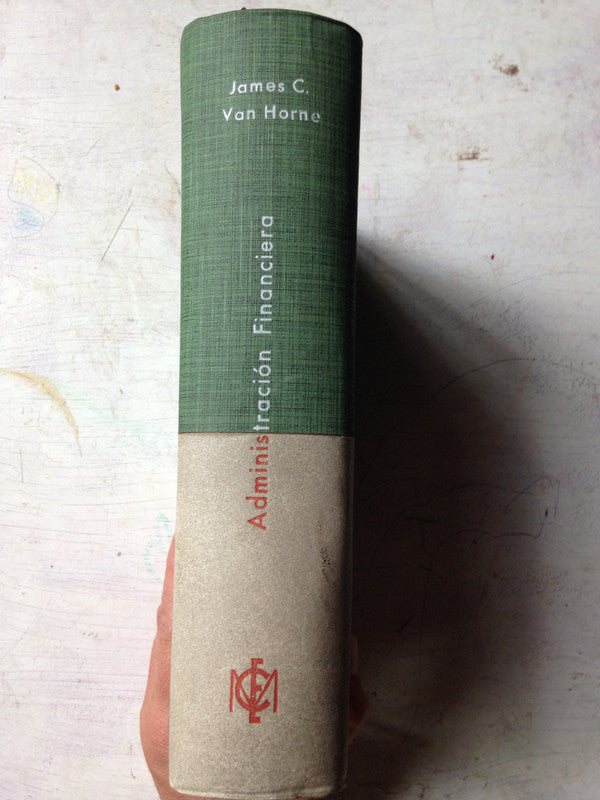 James C.
Van Horne
Administración Financiera